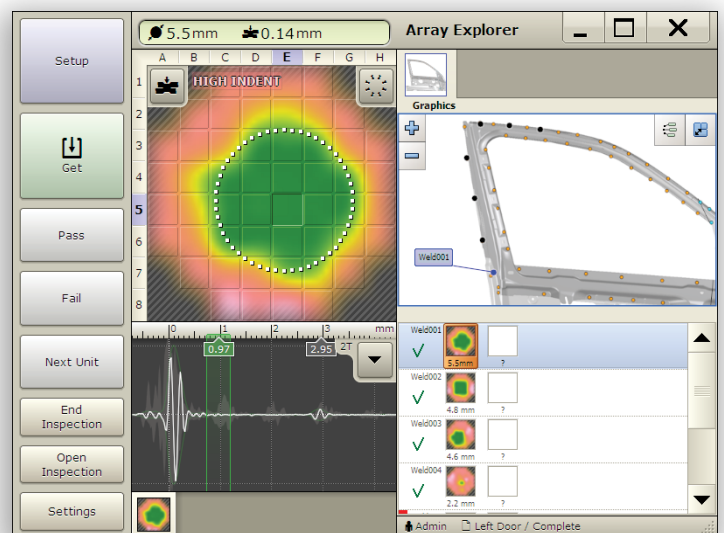 Setup
Get
Pass
Fail
Next Unit
End
Inspection
Open
Inspection
Settings
5.5mm 0.14mm
A B C D E F G H
1
2
3
4
5
6
7
8
HIGH INDENT
0 1 2 3 mm
0.97 2.95 2T
Array Explorer
Graphics
Weld001
Weld001
5.5mm ?
Weld002
4.8 mm ?
Weld003
4.6 mm ?
Weld004
2.2 mm ?
Admin Left Door / Complete